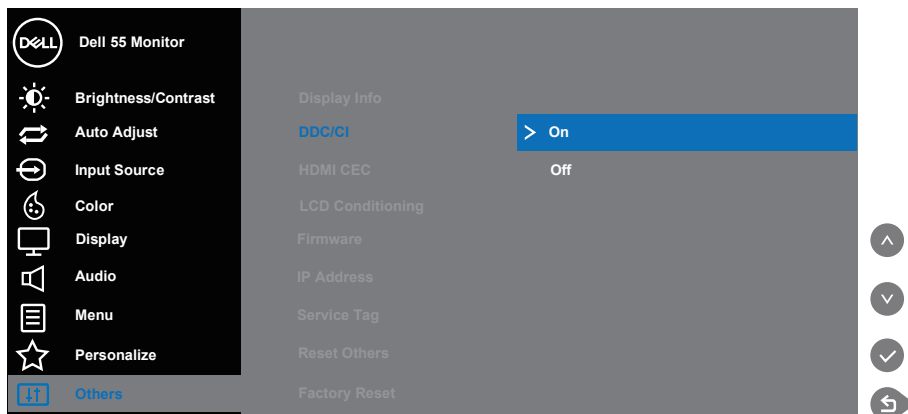 DELL
Dell 55 Monitor
Brightness/Contrast
Display Info
Auto Adjust
DDC/CI
On
Input Source
HDMI CEC
Off
Color
LCD Conditioning
Display
Firmware
Audio
IP Address
Menu
Service Tag
Personalize
Reset Others
Others
Factory Reset